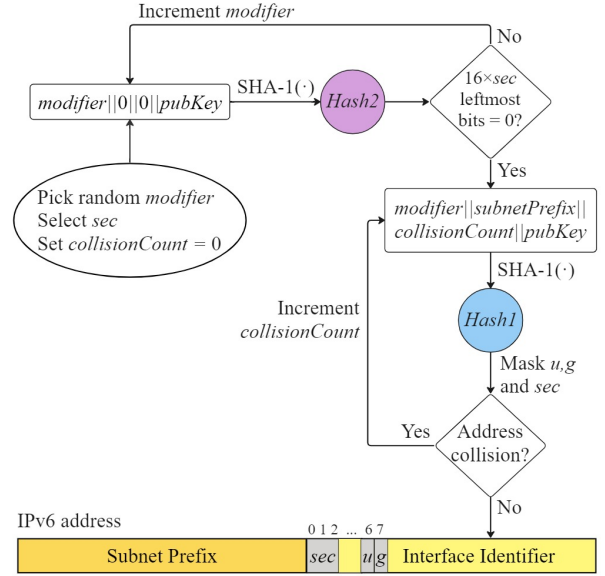 Increment modifier
No
modifier||0||0||pubKey
SHA-1(·)
Hash2
16×sec
leftmost
bits = 0?
Yes
Pick random modifier
Select sec
Set collisionCount = 0
modifier||subnetPrefix||
collisionCount||pubKey
SHA-1(·)
Increment
collisionCount
Hash1
Mask u,g
and sec
Yes
Address
collision?
No
IPv6 address
0 1 2 ... 6 7
Subnet Prefix sec u g Interface Identifier